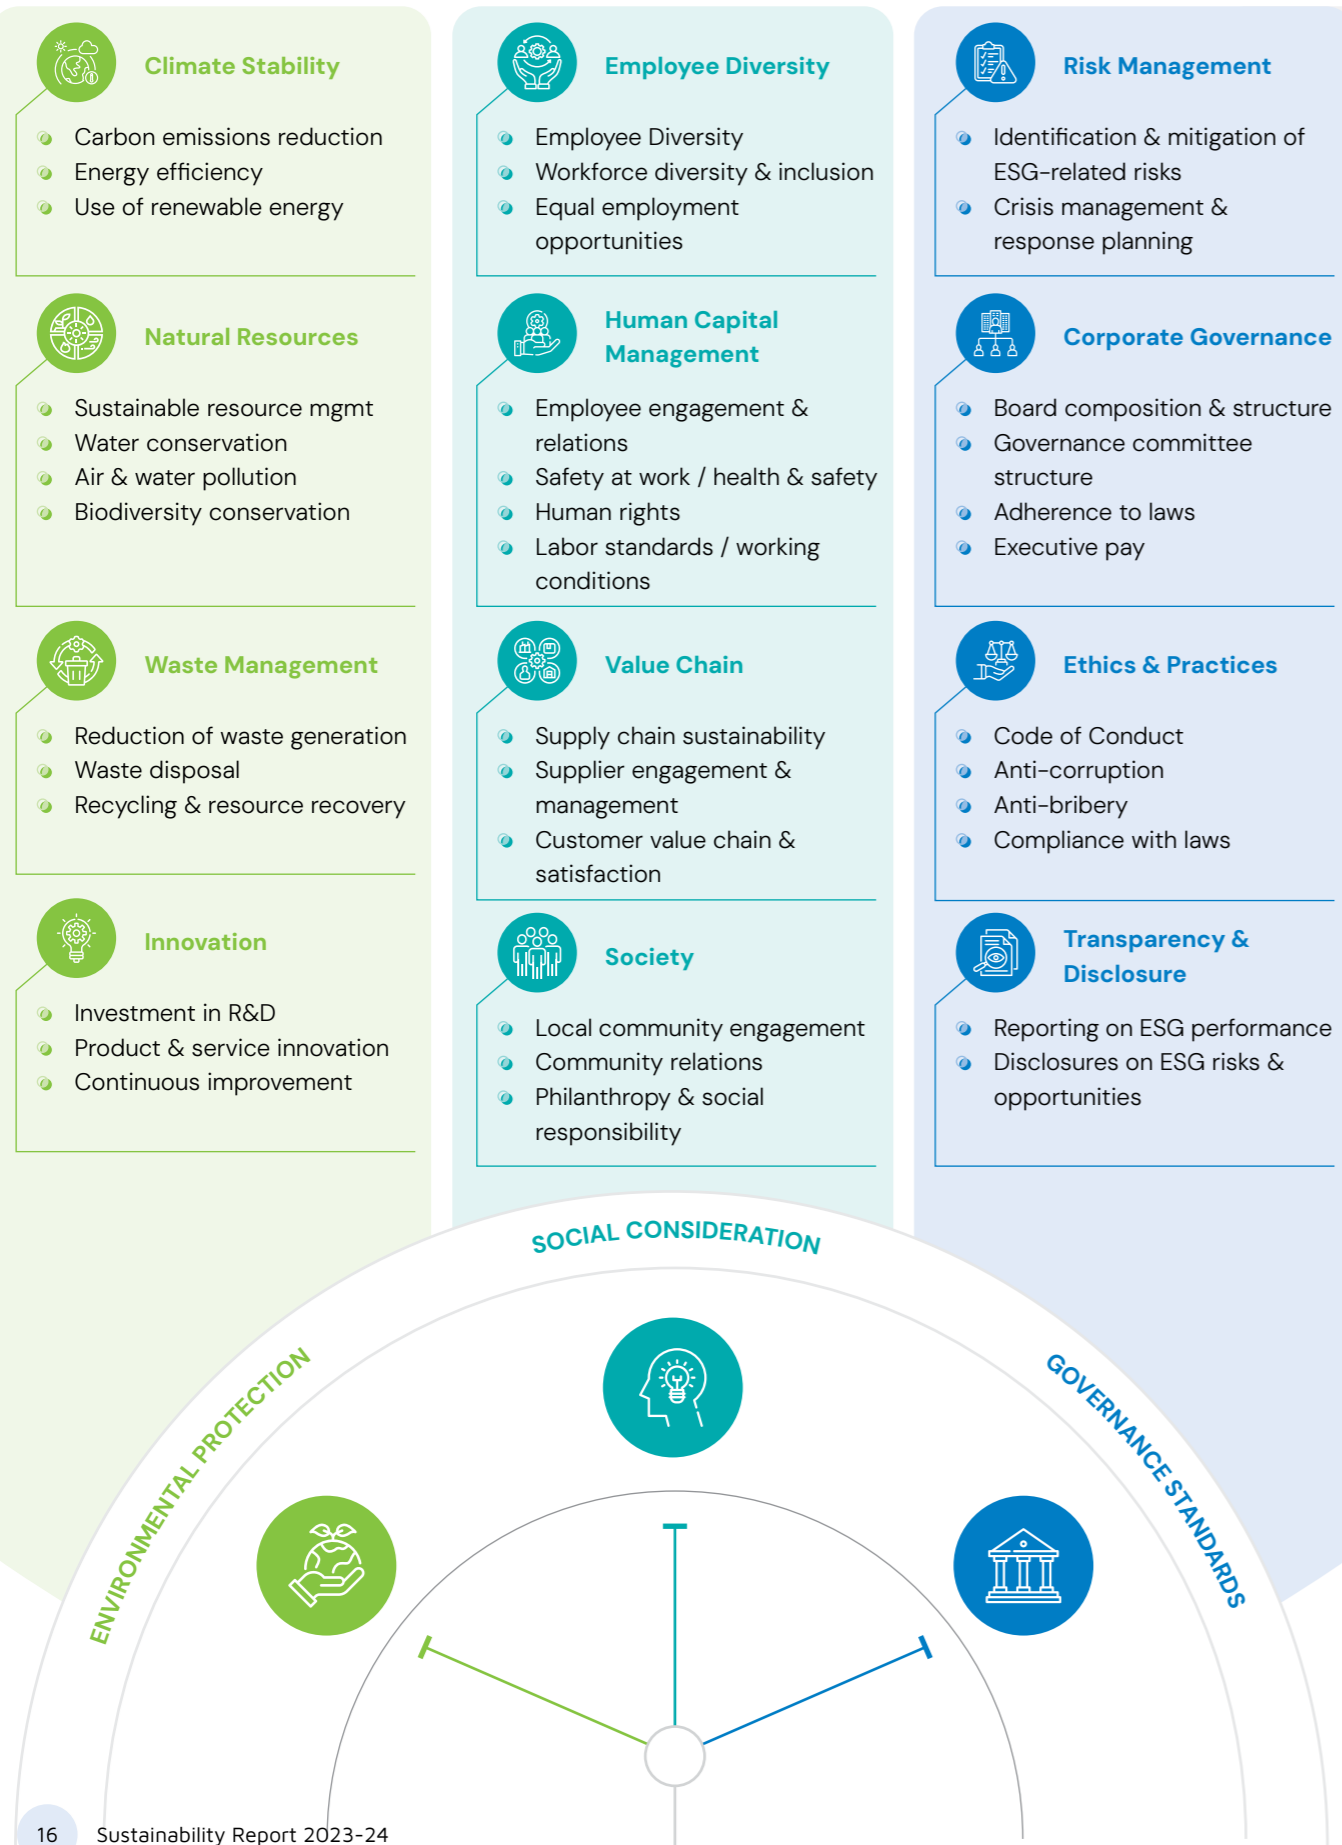 Climate Stability
Carbon emissions reduction
Energy efficiency
Use of renewable energy
Natural Resources
Sustainable resource mgmt
Water conservation
Air & water pollution
Biodiversity conservation
Waste Management
Reduction of waste generation
Waste disposal
Recycling & resource recovery
Innovation
Investment in R&D
Product & service innovation
Continuous improvement
Employee Diversity
Employee Diversity
Workforce diversity & inclusion
Equal employment
opportunities
Human Capital
Management
Employee engagement &
relations
Safety at work / health & safety
Human rights
Labor standards / working
conditions
Value Chain
Supply chain sustainability
Supplier engagement &
management
Customer value chain &
satisfaction
Society
Local community engagement
Community relations
Philanthropy & social
responsibility
Risk Management
Identification & mitigation of
ESG-related risks
Crisis management &
response planning
Corporate Governance
Board composition & structure
Governance committee
structure
Adherence to laws
Executive pay
Ethics & Practices
Code of Conduct
Anti-corruption
Anti-bribery
Compliance with laws
Transparency &
Disclosure
Reporting on ESG performance
Disclosures on ESG risks &
opportunities
ENVIRONMENTAL PROTECTION
SOCIAL CONSIDERATION
GOVERNANCE STANDARDS
16 Sustainability Report 2023-24